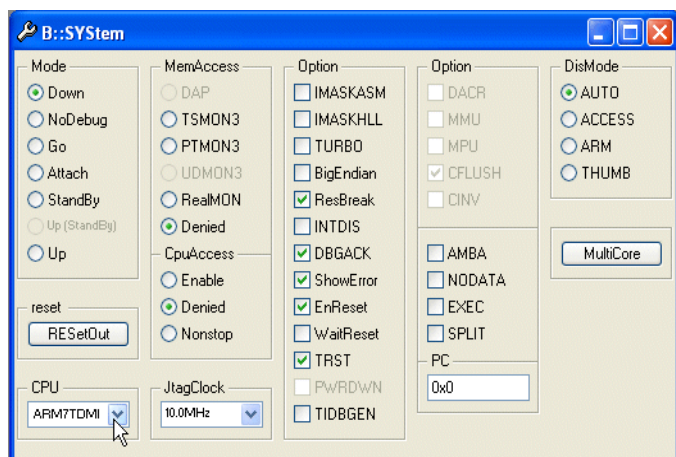 B::SYStem
Mode
Down
NoDebug
Go
Attach
StandBy
Up (StandBy)
Up
reset
RESetOut
CPU
ARM7TDMI
MemAccess
DAP
TSMON3
PTMON3
UDMON3
RealMON
Denied
CpuAccess
Enable
Denied
Nonstop
JtagClock
10.0MHz
Option
IMASKASM
IMASKHLL
TURBO
BigEndian
ResBreak
INTDIS
DBGACK
ShowError
EnReset
WaitReset
TRST
PWRDWN
TIDBGEN
Option
DACR
MMU
MPU
CFLUSH
CINV
AMBA
NODATA
EXEC
SPLIT
PC
0x0
DisMode
AUTO
ACCESS
ARM
THUMB
MultiCore